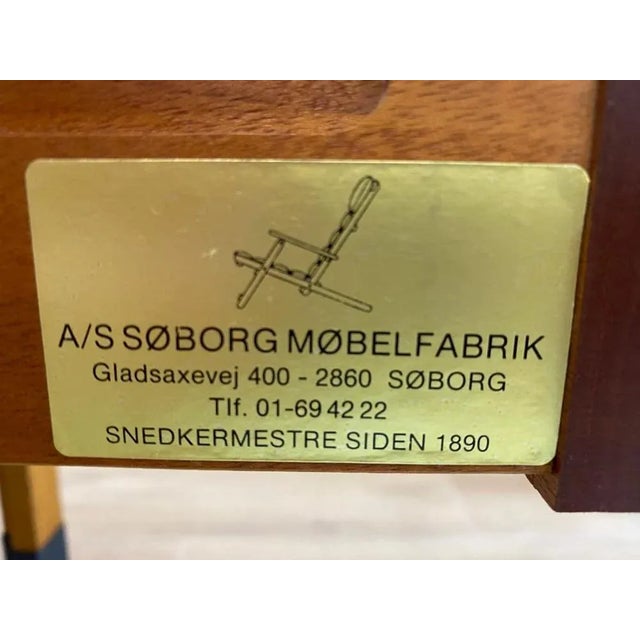 A/S SØBORG MØBELFABRIK
Gladsaxevej 400 - 2860 SØBORG
Tlf. 01-69 42 22
SNEDKERMESTRE SIDEN 1890